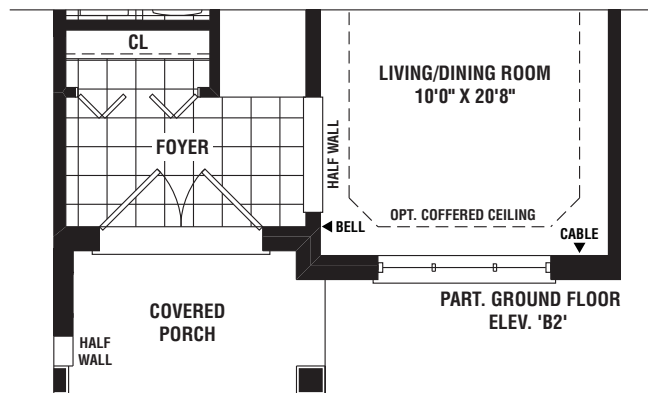 CL
LIVING/DINING ROOM
10'0" X 20'8"
FOYER
HALF WALL
OPT. COFFERED CEILING
BELL
CABLE
PART. GROUND FLOOR
ELEV. 'B2'
COVERED
PORCH
HALF
WALL